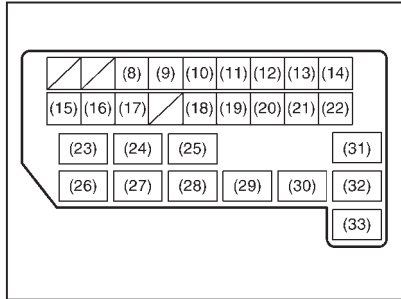 (8) (9) (10) (11) (12) (13) (14)
(15) (16) (17) (18) (19) (20) (21) (22)
(23) (24) (25) (31)
(26) (27) (28) (29) (30) (32)
(33)